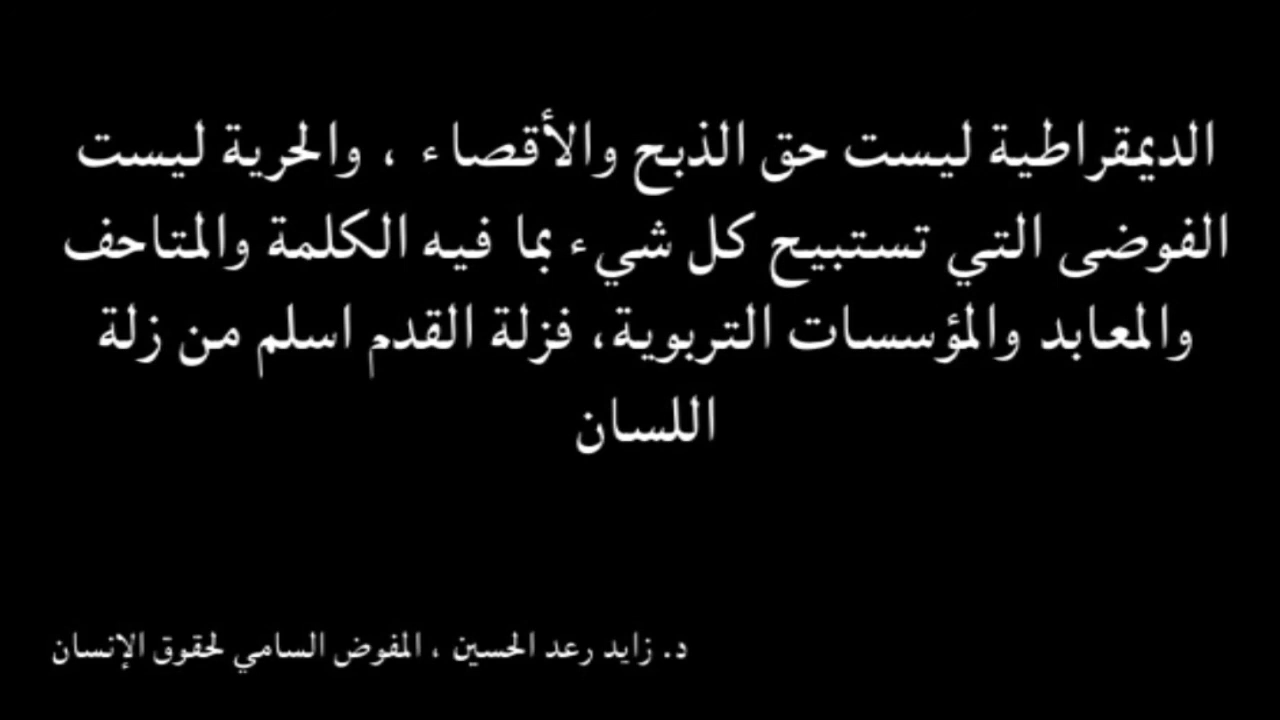 الديمقراطية ليست حق الذبح والأقصاء ، والحرية ليست
الفوضى التي تستبيح كل شيء بما فيه الكلمة والمتاحف
والمعابد والمؤسسات التربوية، فزلة القدم اسلم من زلة
اللسان
د. زايد رعد الحسين ، المفوض السامي لحقوق الإنسان